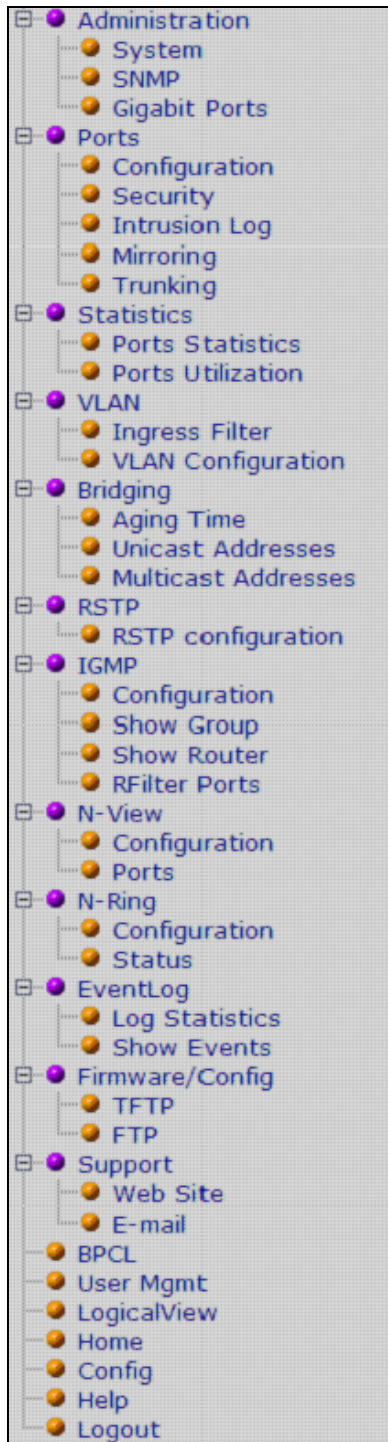 Administration
System
SNMP
Gigabit Ports
Ports
Configuration
Security
Intrusion Log
Mirroring
Trunking
Statistics
Ports Statistics
Ports Utilization
VLAN
Ingress Filter
VLAN Configuration
Bridging
Aging Time
Unicast Addresses
Multicast Addresses
RSTP
RSTP configuration
IGMP
Configuration
Show Group
Show Router
RFilter Ports
N-View
Configuration
Ports
N-Ring
Configuration
Status
EventLog
Log Statistics
Show Events
Firmware/Config
TFTP
FTP
Support
Web Site
E-mail
BPCL
User Mgmt
LogicalView
Home
Config
Help
Logout